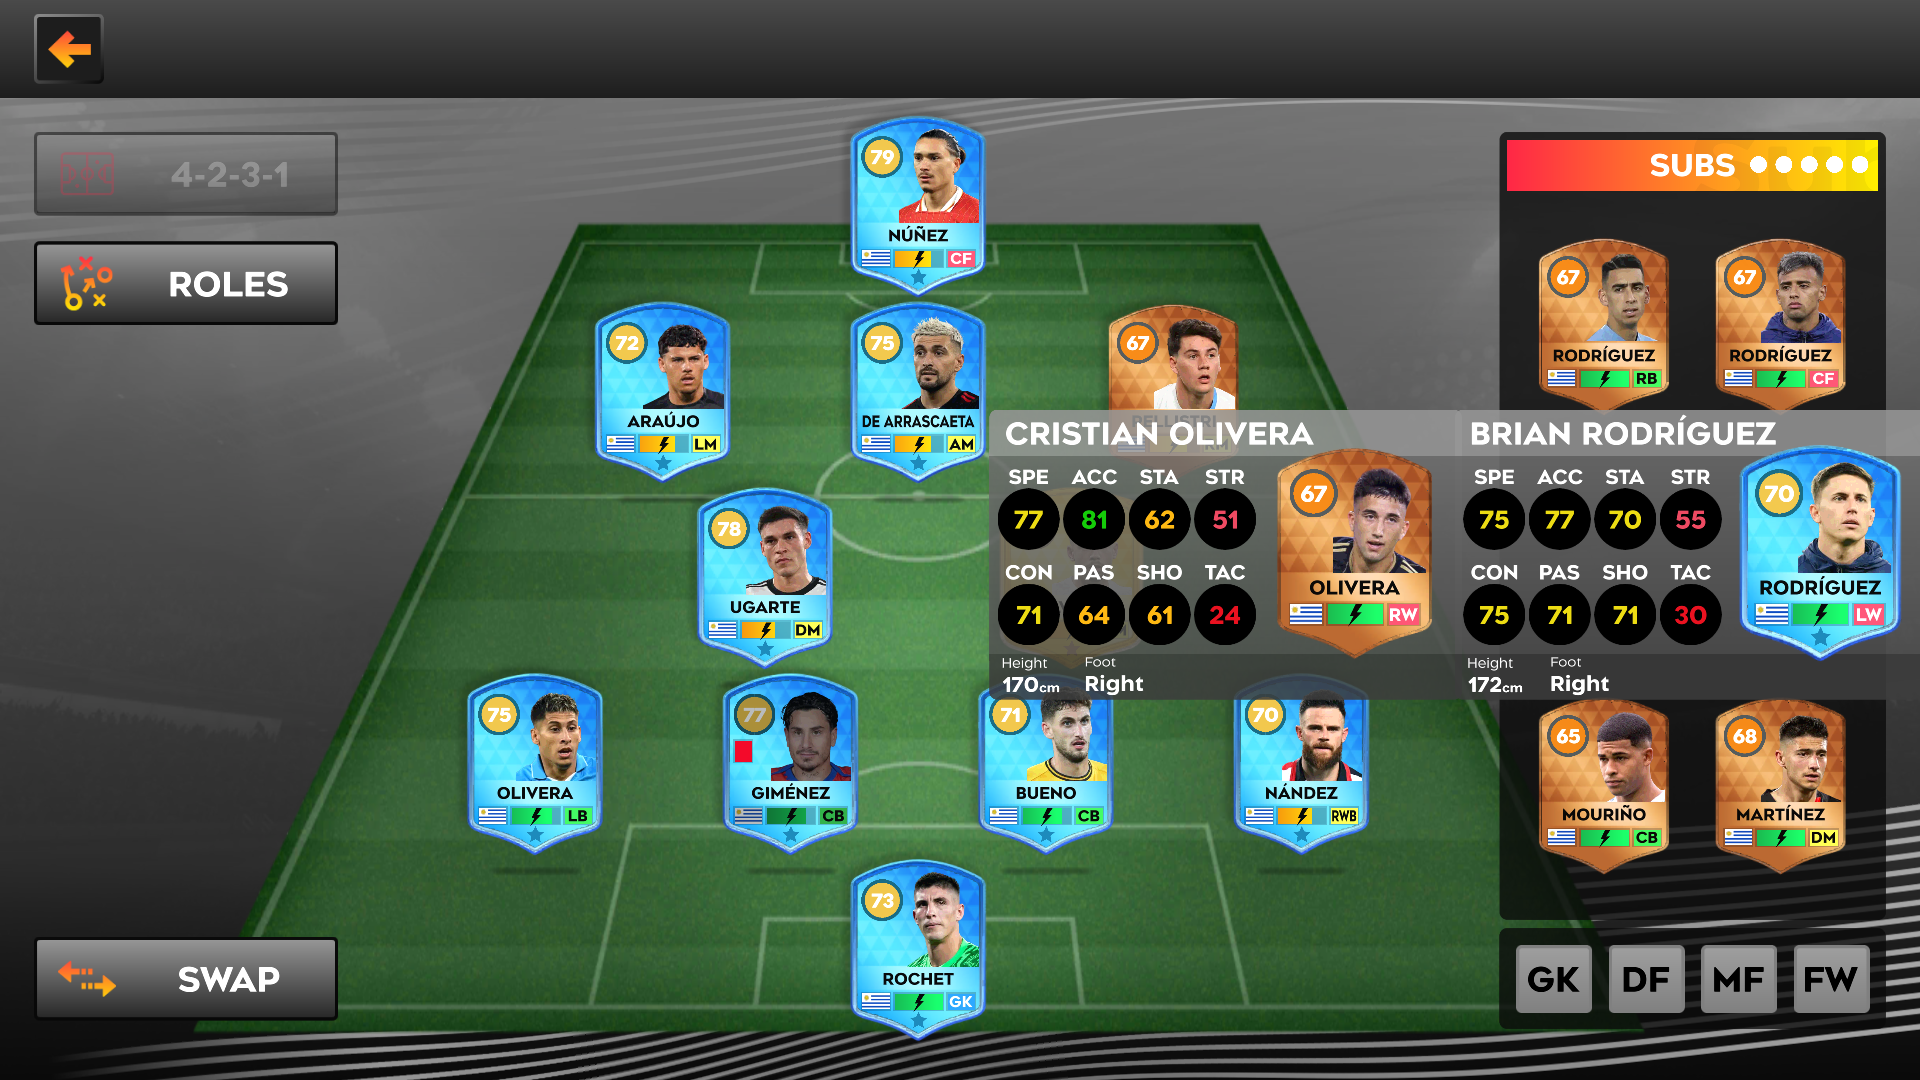 4-2-3-1
ROLES
SWAP
79
NÚÑEZ
CF
72
ARAÚJO
LM
75
DE ARRASCAETA
AM
67
PELLISTRI
RM
78
UGARTE
DM
75
OLIVERA
LB
77
GIMÉNEZ
CB
71
BUENO
CB
70
NÁNDEZ
RWB
73
ROCHET
GK
SUBS
67
RODRÍGUEZ
RB
67
RODRÍGUEZ
CF
CRISTIAN OLIVERA
SPE ACC STA STR
77 81 62 51
CON PAS SHO TAC
71 64 61 24
Height Foot
170cm Right
67
OLIVERA
RW
BRIAN RODRÍGUEZ
SPE ACC STA STR
75 77 70 55
CON PAS SHO TAC
75 71 71 30
Height Foot
172cm Right
70
RODRÍGUEZ
LW
65
MOURIÑO
CB
68
MARTÍNEZ
DM
GK DF MF FW